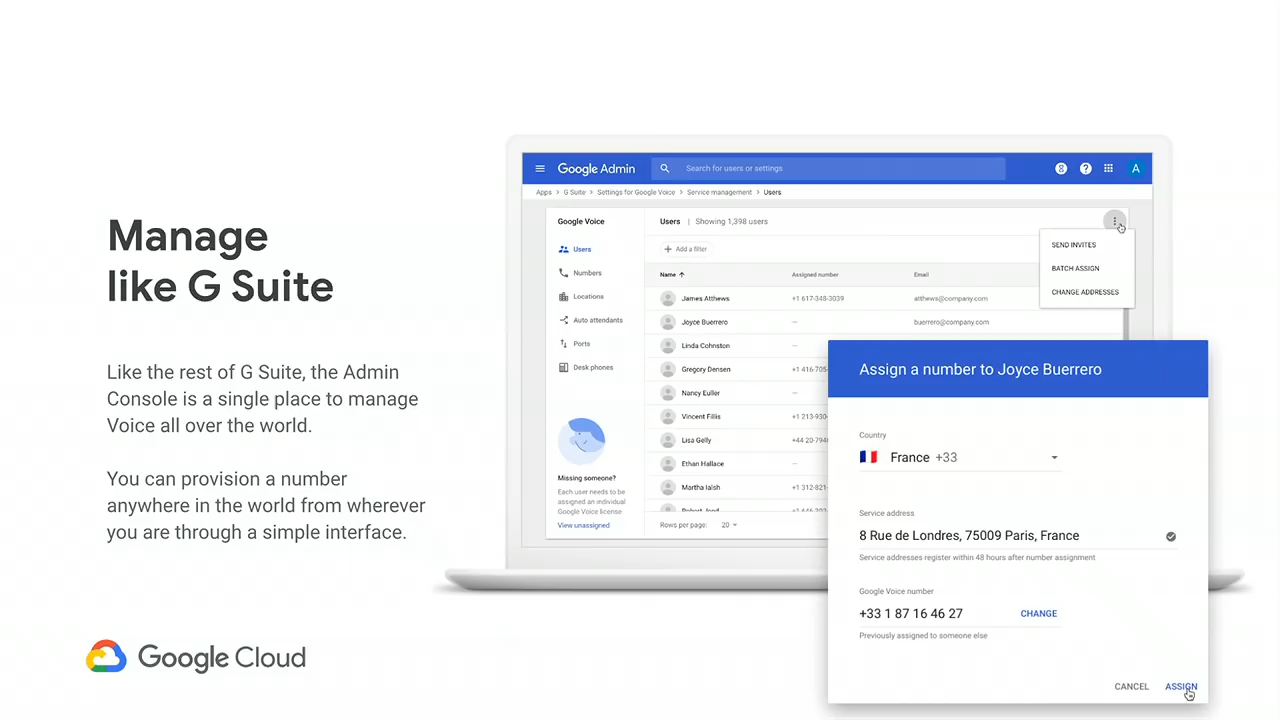 Manage
like G Suite
Like the rest of G Suite, the Admin
Console is a single place to manage
Voice all over the world.
You can provision a number
anywhere in the world from wherever
you are through a simple interface.
Google Cloud
Google Admin
Search for users or settings
A
Apps > G Suite > Settings for Google Voice > Service management > Users
Google Voice
Users
Numbers
Locations
Auto attendants
Ports
Desk phones
Missing someone?
Each user needs to be
assigned an individual
Google Voice license
View unassigned
Users | Showing 1,398 users
Add a filter
Name Assigned number Email
James Atthews +1 617-348-3039 atthews@company.com
Joyce Buerrero — buerrero@company.com
Linda Cohnston —
Gregory Densen +1 416-705-
Nancy Euller —
Vincent Fillis +1 213-930-
Lisa Gelly +44 20-794
Ethan Hallace —
Martha Ialsh +1 312-821-
Rows per page: 20
SEND INVITES
BATCH ASSIGN
CHANGE ADDRESSES
Assign a number to Joyce Buerrero
Country
France +33
Service address
8 Rue de Londres, 75009 Paris, France
Service addresses register within 48 hours after number assignment
Google Voice number
+33 1 87 16 46 27 CHANGE
Previously assigned to someone else
CANCEL ASSIGN